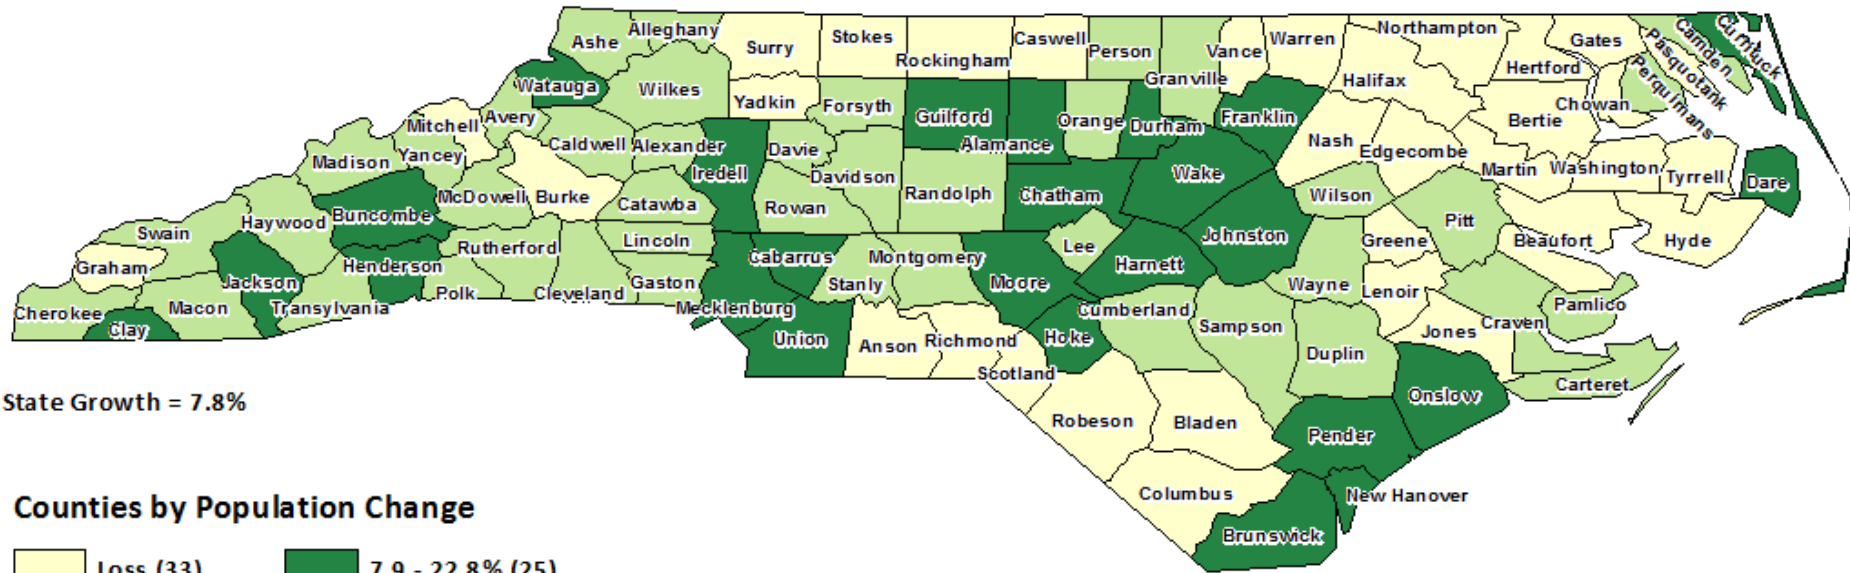 Alleghany
Ashe
Surry
Stokes
Rockingham
Caswell
Person
Granville
Vance
Warren
Northampton
Gates
Camden
Currituck
Pasquotank
Perquimans
Hertford
Halifax
Chowan
Bertie
Watauga
Wilkes
Yadkin
Forsyth
Guilford
Alamance
Orange
Durham
Franklin
Nash
Edgecombe
Martin
Washington
Tyrrell
Dare
Mitchell
Avery
Caldwell
Alexander
Iredell
Davie
Davidson
Randolph
Chatham
Wake
Wilson
Pitt
Madison
Yancey
McDowell
Burke
Catawba
Rowan
Swain
Haywood
Buncombe
Rutherford
Lincoln
Cabarrus
Montgomery
Lee
Johnston
Greene
Beaufort
Hyde
Graham
Jackson
Henderson
Gaston
Stanly
Moore
Harnett
Wayne
Lenoir
Pamlico
Cherokee
Clay
Macon
Transylvania
Polk
Cleveland
Mecklenburg
Union
Anson
Richmond
Scotland
Hoke
Cumberland
Sampson
Duplin
Jones
Craven
Carteret
Onslow
State Growth = 7.8%
Robeson
Bladen
Pender
Columbus
New Hanover
Brunswick
Counties by Population Change
Loss (33)
7.9 - 22.8% (25)